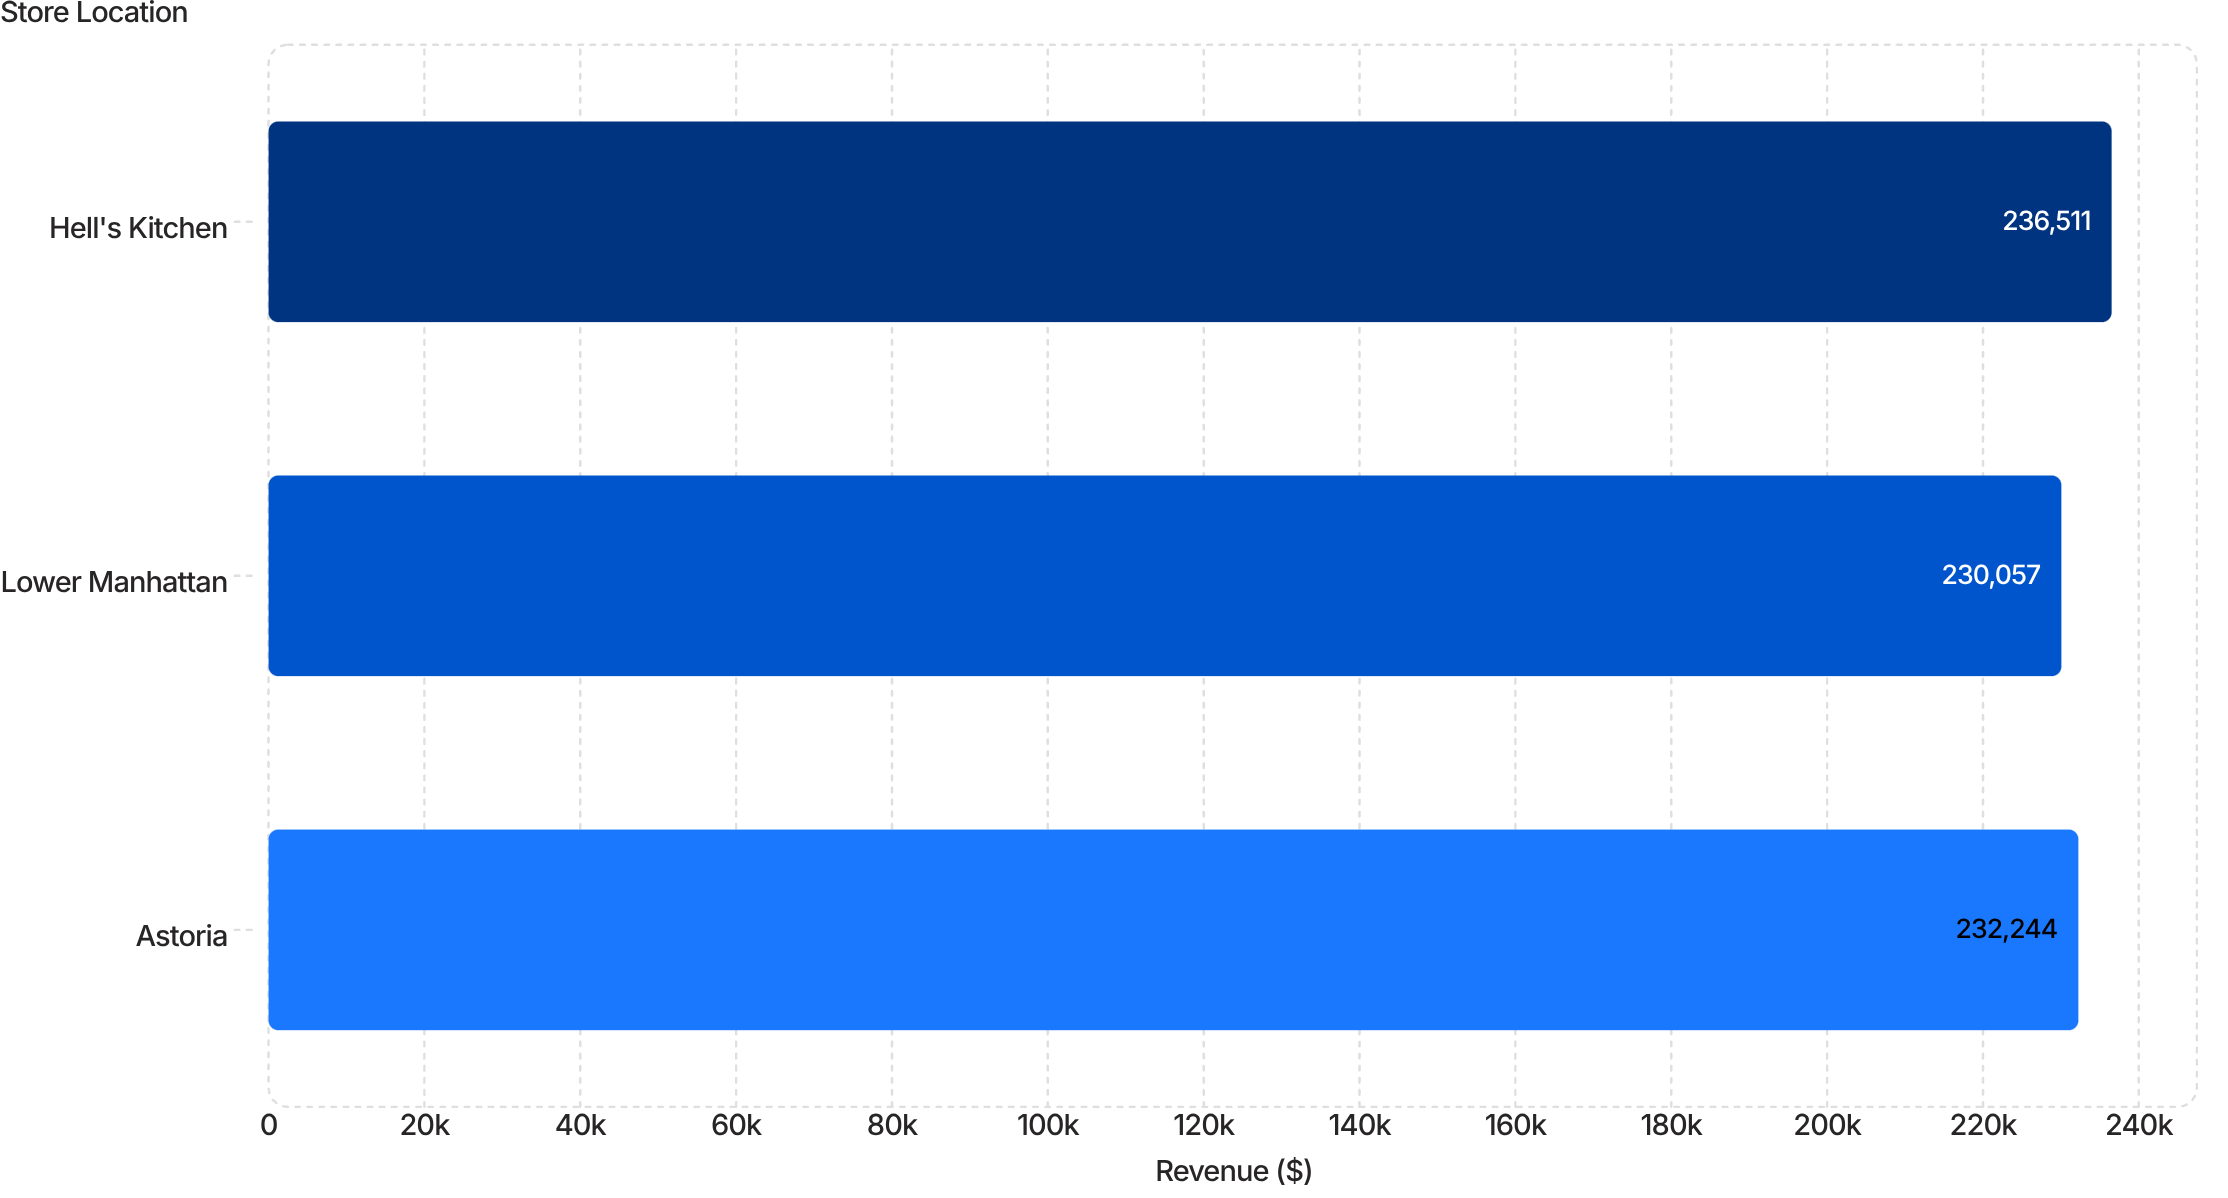 Store Location
Hell's Kitchen
236,511
Lower Manhattan
230,057
Astoria
232,244
0 20k 40k 60k 80k 100k 120k 140k 160k 180k 200k 220k 240k
Revenue ($)